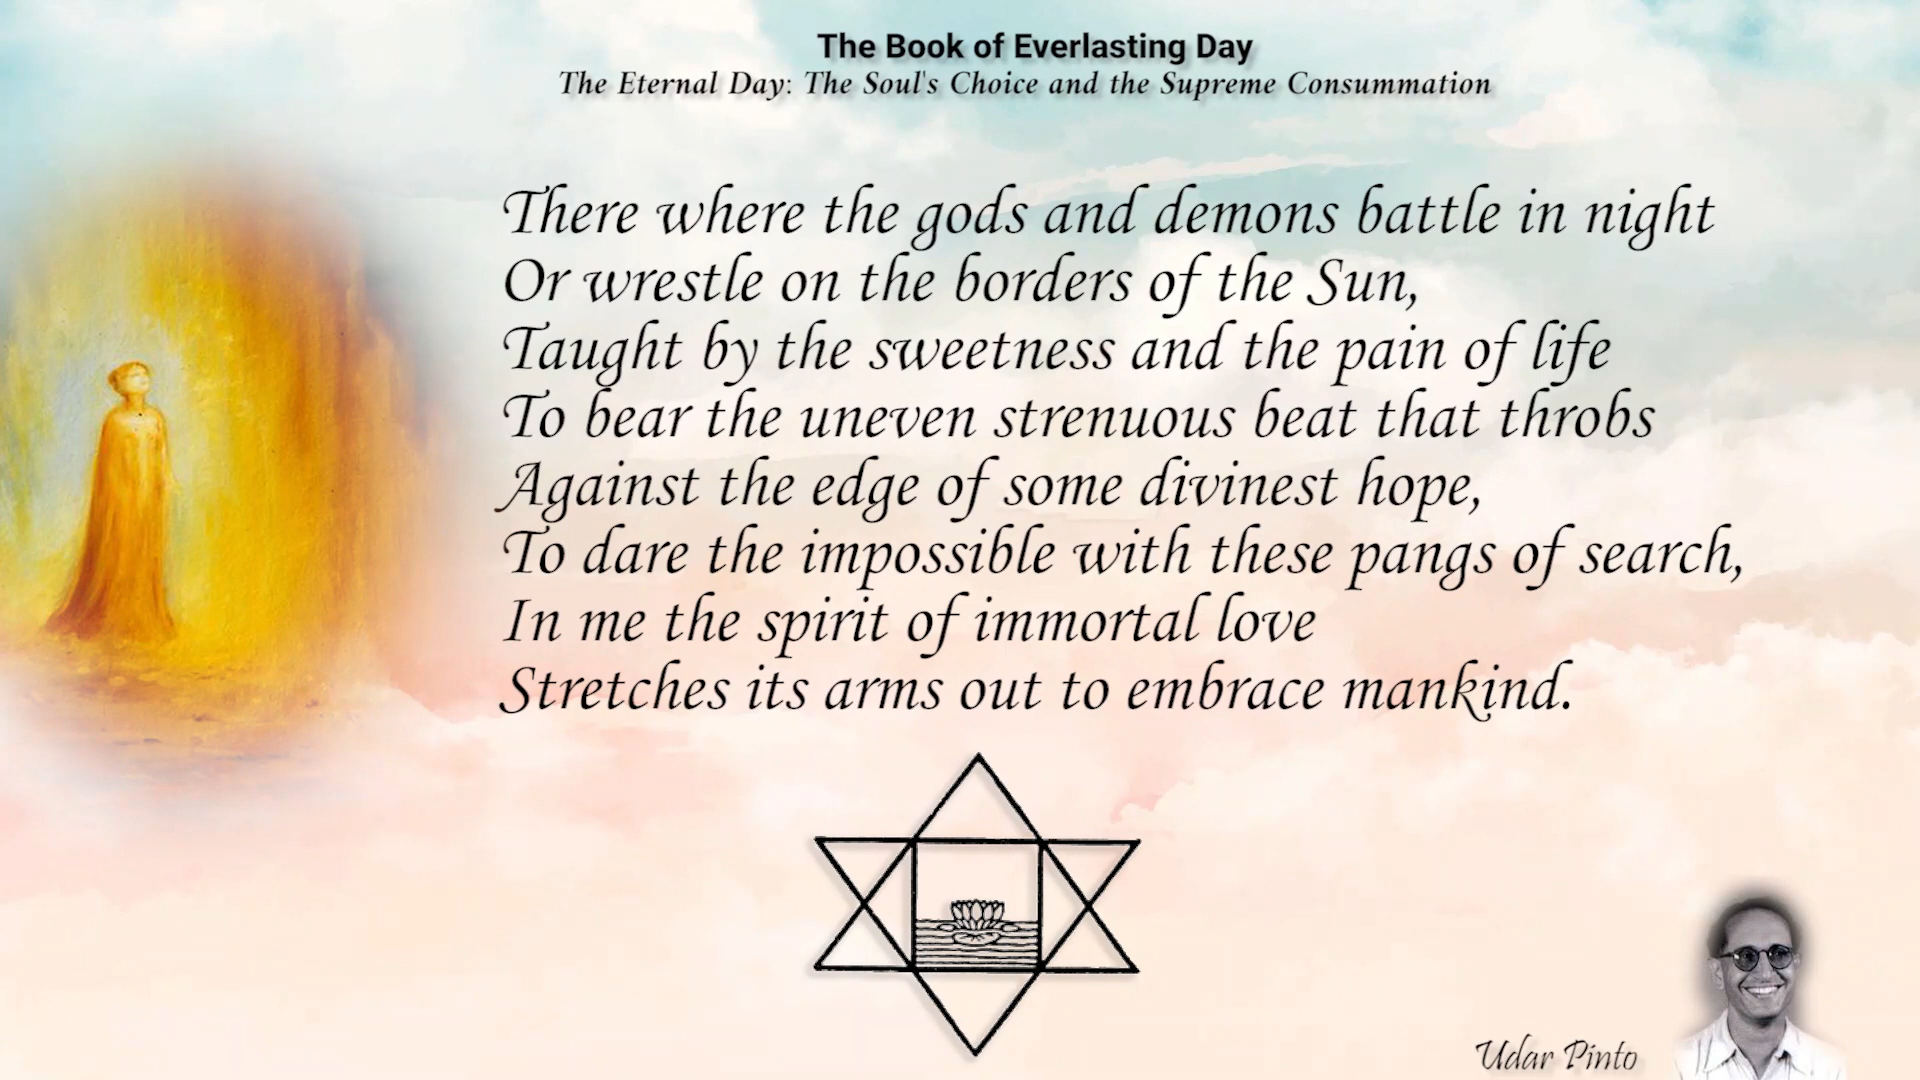 The Book of Everlasting Day
The Eternal Day: The Soul's Choice and the Supreme Consummation
There where the gods and demons battle in night
Or wrestle on the borders of the Sun,
Taught by the sweetness and the pain of life
To bear the uneven strenuous beat that throbs
Against the edge of some divinest hope,
To dare the impossible with these pangs of search,
In me the spirit of immortal love
Stretches its arms out to embrace mankind.
Udar Pinto